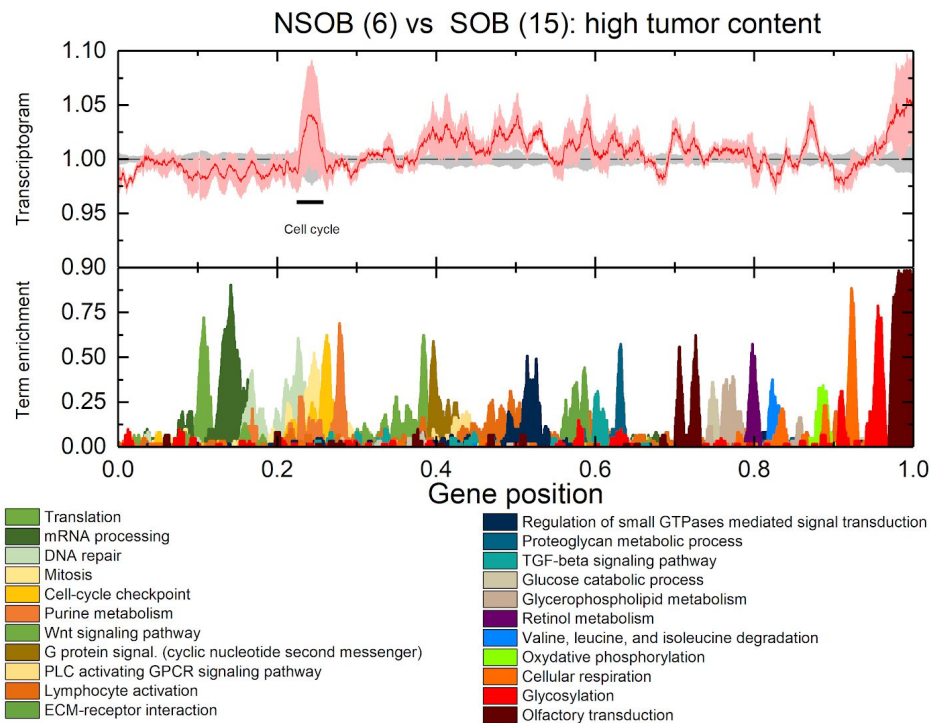 NSOB (6) vs SOB (15): high tumor content
1.10
1.05
1.00
0.95
0.90
Transcriptogram
Cell cycle
0.75
0.50
0.25
0.00
Term enrichment
0.0 0.2 0.4 0.6 0.8 1.0
Gene position
Translation
mRNA processing
DNA repair
Mitosis
Cell-cycle checkpoint
Purine metabolism
Wnt signaling pathway
G protein signal. (cyclic nucleotide second messenger)
PLC activating GPCR signaling pathway
Lymphocyte activation
ECM-receptor interaction
Regulation of small GTPases mediated signal transduction
Proteoglycan metabolic process
TGF-beta signaling pathway
Glucose catabolic process
Glycerophospholipid metabolism
Retinol metabolism
Valine, leucine, and isoleucine degradation
Oxydative phosphorylation
Cellular respiration
Glycosylation
Olfactory transduction